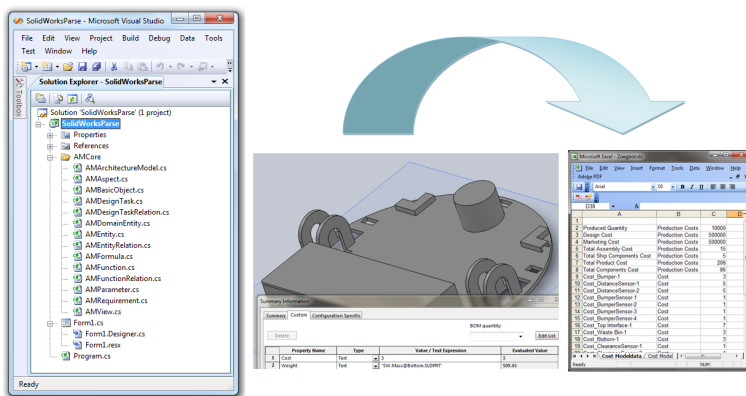 SolidWorksParse - Microsoft Visual Studio
File Edit View Project Build Debug Data Tools
Test Window Help
Toolbox
Solution Explorer - SolidWorksParse
Solution 'SolidWorksParse' (1 project)
SolidWorksParse
Properties
References
AMCore
AMArchitectureModel.cs
AMAspect.cs
AMBasicObject.cs
AMDesignTask.cs
AMDesignTaskRelation.cs
AMDomainEntity.cs
AMEntity.cs
AMEntityRelation.cs
AMFormula.cs
AMFunction.cs
AMFunctionRelation.cs
AMParameter.cs
AMRequirement.cs
AMView.cs
Form1.cs
Form1.Designer.cs
Form1.resx
Program.cs
Ready
Summary Information
Summary Custom Configuration Specific
BOM quantity:
Delete
Edit List
Property Name Type Value / Text Expression Evaluated Value
1 Cost Text 3 3
2 Weight Text "SW-Mass@Bottom.SLDPRT" 509.45
Microsoft Excel - Zoegbot.xls
File Edit View Insert Format Tools Data Window Help
Adobe PDF
Arial 10 B I U
D38
A B C D
1
2 Produced Quantity Production Costs 10000
3 Design Cost Production Costs 500000
4 Marketing Cost Production Costs 500000
5 Total Assembly Cost Production Costs 15
6 Total Ship Components Cost Production Costs 5
7 Total Product Cost Production Costs 206
8 Total Components Cost Production Costs 86
9 Cost_Bumper-1 Cost 3
10 Cost_DistanceSensor-1 Cost 5
11 Cost_DistanceSensor-2 Cost 5
12 Cost_BumperSensor-1 Cost 1
13 Cost_BumperSensor-2 Cost 1
14 Cost_BumperSensor-3 Cost 1
15 Cost_BumperSensor-4 Cost 1
16 Cost_Top Interface-1 Cost 7
17 Cost_Waste Bin-1 Cost 3
18 Cost_Bottom-1 Cost 3
19 Cost_ClearanceSensor-1 Cost 1
Cost Modeldata Cost Model
Ready NUM